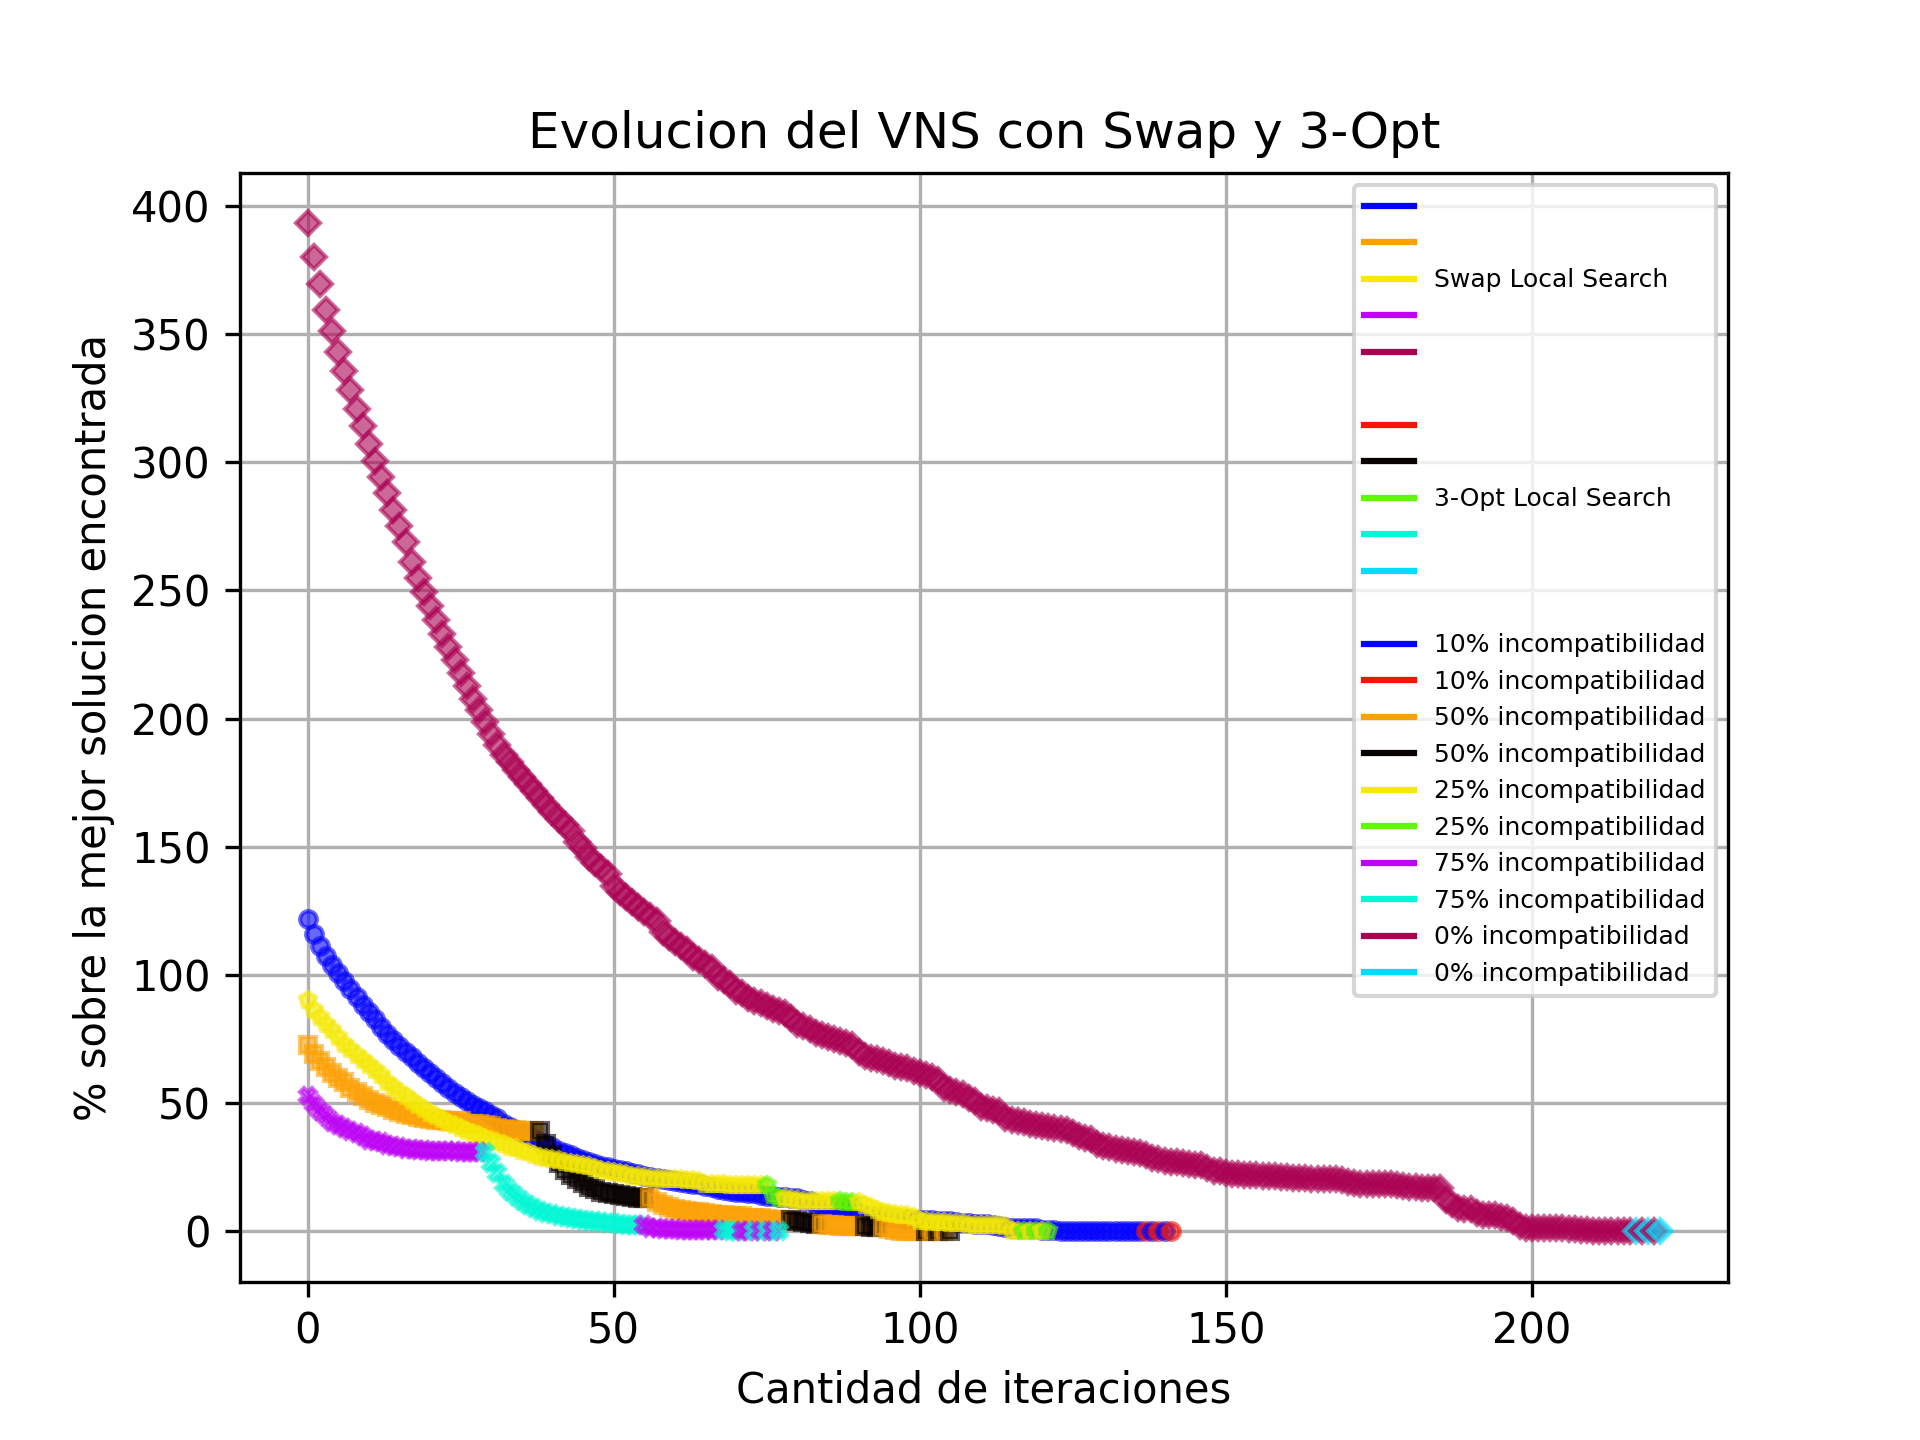 Evolucion del VNS con Swap y 3-Opt
% sobre la mejor solucion encontrada
400
350
300
250
200
150
100
50
0
Swap Local Search
3-Opt Local Search
10% incompatibilidad
10% incompatibilidad
50% incompatibilidad
50% incompatibilidad
25% incompatibilidad
25% incompatibilidad
75% incompatibilidad
75% incompatibilidad
0% incompatibilidad
0% incompatibilidad
0 50 100 150 200
Cantidad de iteraciones